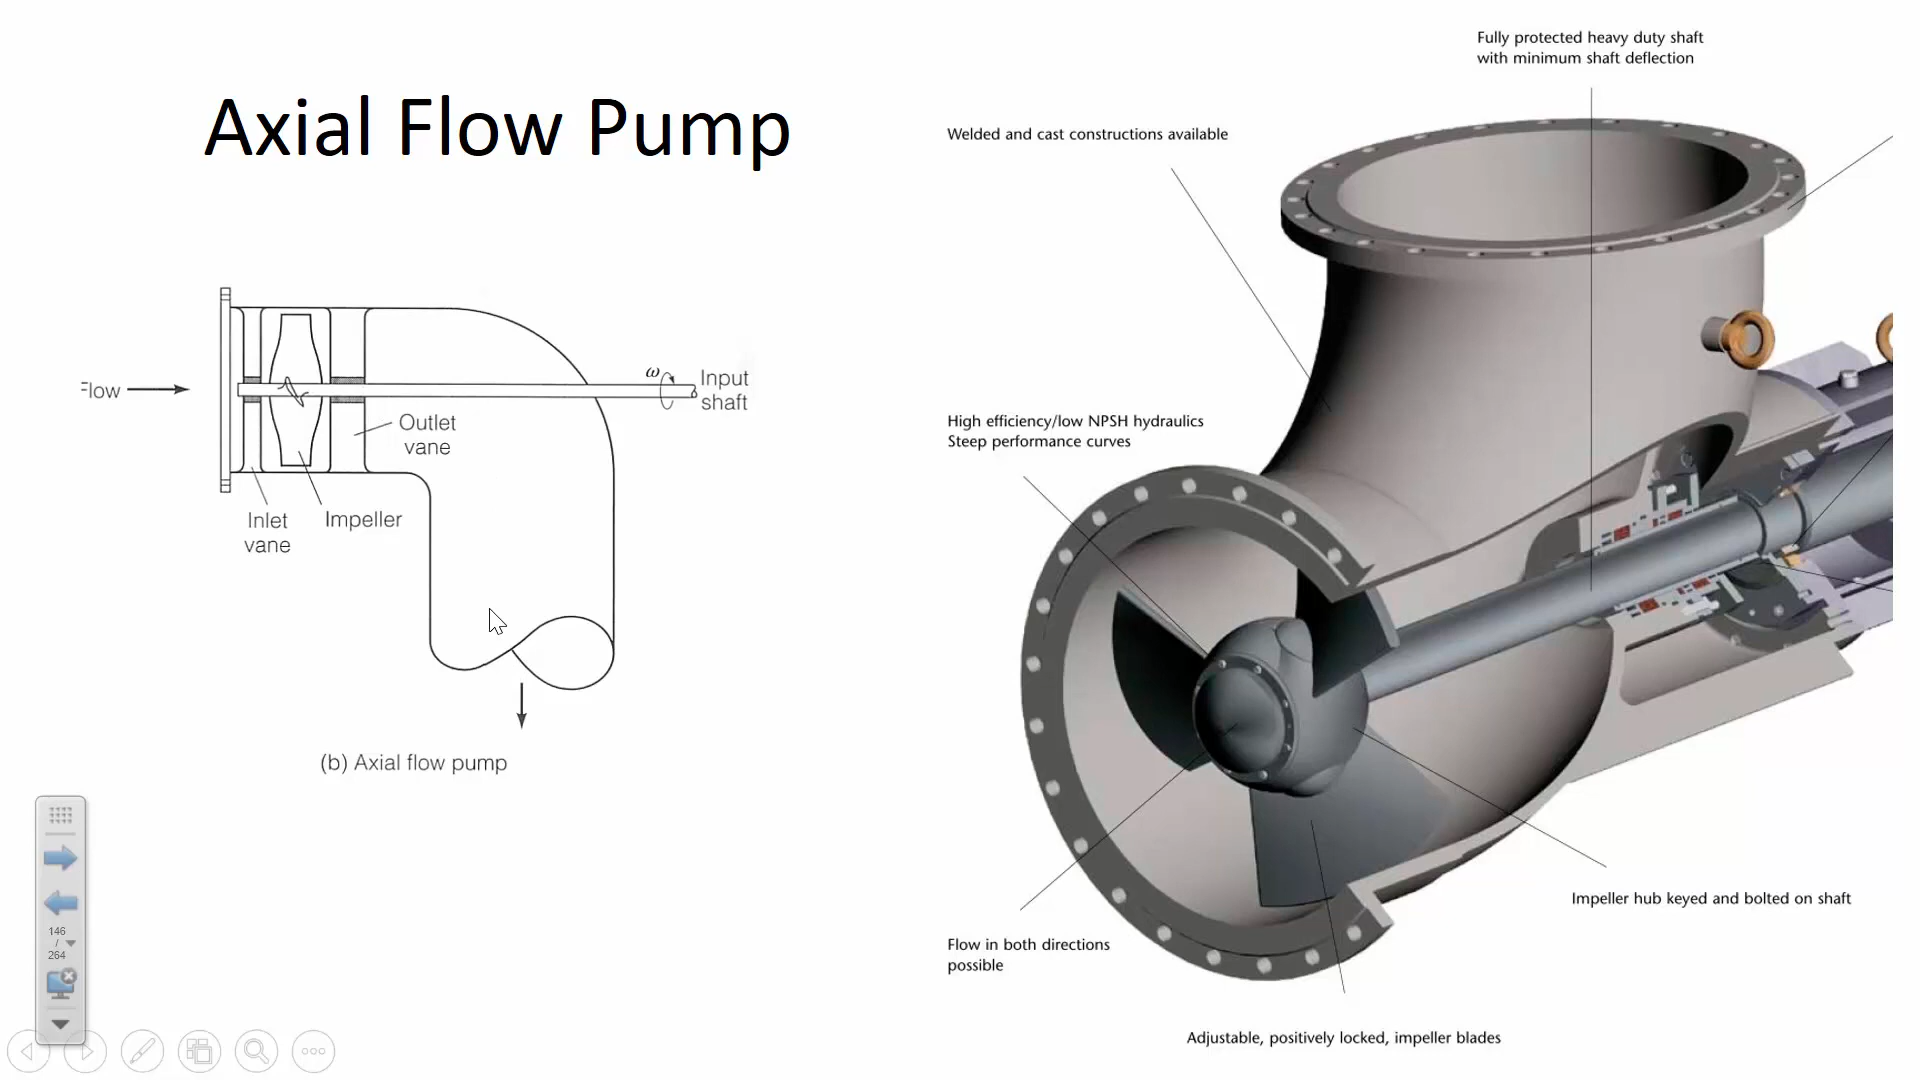 Axial Flow Pump
Flow
ω
Input
shaft
Outlet
vane
Inlet
vane
Impeller
(b) Axial flow pump
Fully protected heavy duty shaft
with minimum shaft deflection
Welded and cast constructions available
High efficiency/low NPSH hydraulics
Steep performance curves
Impeller hub keyed and bolted on shaft
Flow in both directions
possible
Adjustable, positively locked, impeller blades
146
/
264